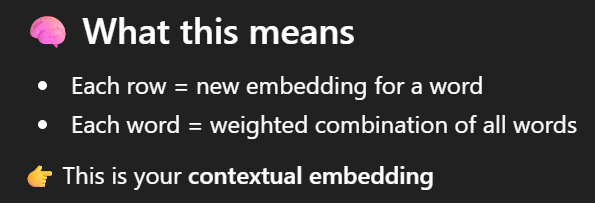 🧠 What this means
• Each row = new embedding for a word
• Each word = weighted combination of all words
👉 This is your contextual embedding